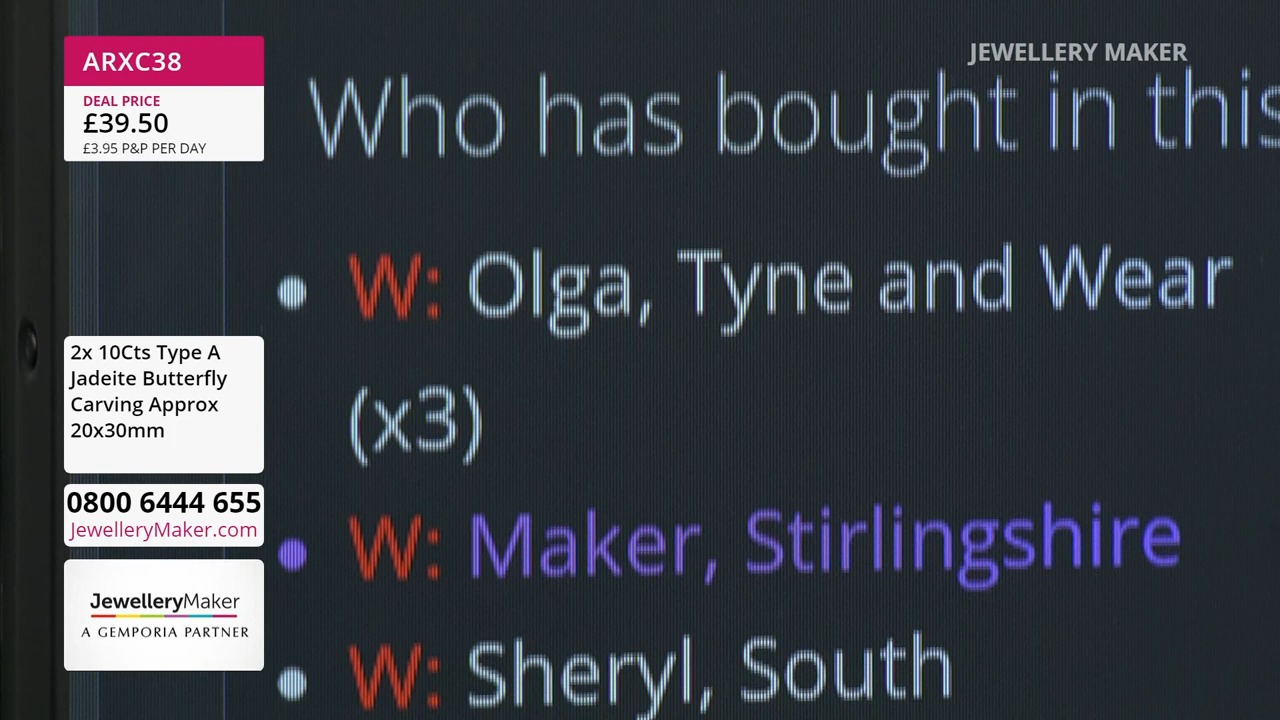 ARXC38
DEAL PRICE
£39.50
£3.95 P&P PER DAY
JEWELLERY MAKER
Who has bought in this
W: Olga, Tyne and Wear
(x3)
W: Maker, Stirlingshire
W: Sheryl, South
2x 10Cts Type A
Jadeite Butterfly
Carving Approx
20x30mm
0800 6444 655
JewelleryMaker.com
JewelleryMaker
A GEMPORIA PARTNER